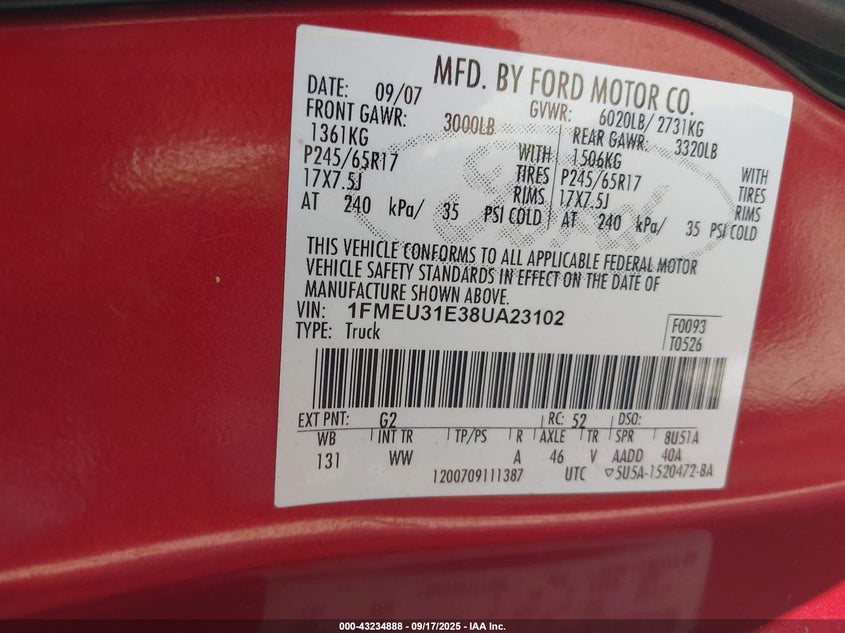 MFD. BY FORD MOTOR CO.
DATE: 09/07 GVWR: 6020LB/ 2731KG
FRONT GAWR: 3000LB REAR GAWR: 3320LB
1361KG WITH 1506KG WITH
P245/65R17 TIRES P245/65R17 TIRES
17X7.5J RIMS 17X7.5J RIMS
AT 240 kPa/ 35 PSI COLD AT 240 kPa/ 35 PSI COLD
THIS VEHICLE CONFORMS TO ALL APPLICABLE FEDERAL MOTOR
VEHICLE SAFETY STANDARDS IN EFFECT ON THE DATE OF
MANUFACTURE SHOWN ABOVE.
VIN: 1FMEU31E38UA23102
TYPE: Truck
F0093
T0526
EXT PNT: G2 RC: 52 DSO:
WB INT TR TP/PS R AXLE TR SPR 8U51A
131 WW A 46 V AADD 40A
1200709111387 UTC ▽5U5A-1520472-BA
Ford
000-43234888 - 09/17/2025 - IAA Inc.